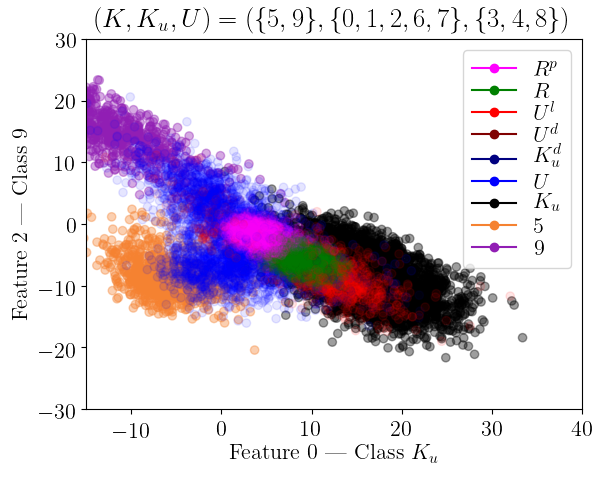 (K, K_u, U) = ({5, 9}, {0, 1, 2, 6, 7}, {3, 4, 8})
30
20
10
0
−10
−20
−30
Feature 2 — Class 9
R^p
R
U^l
U^d
K_u^d
U
K_u
5
9
−10
0
10
20
30
40
Feature 0 — Class K_u